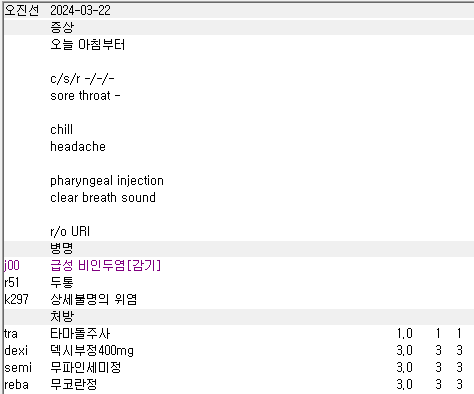 오진선 2024-03-22
증상
오늘 아침부터
c/s/r -/-/-
sore throat -
chill
headache
pharyngeal injection
clear breath sound
r/o URI
병명
j00 급성 비인두염[감기]
r51 두통
k297 상세불명의 위염
처방
tra 타마돌주사 1.0 1 1
dexi 덱시부정400mg 3.0 3 3
semi 무파인세미정 3.0 3 3
reba 무코란정 3.0 3 3